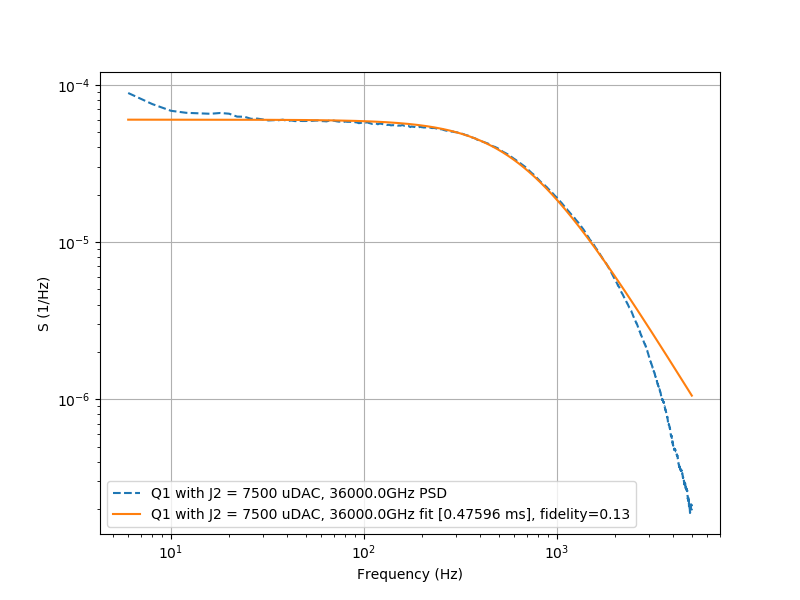 10⁻⁴
10⁻⁵
10⁻⁶
S (1/Hz)
Q1 with J2 = 7500 uDAC, 36000.0GHz PSD
Q1 with J2 = 7500 uDAC, 36000.0GHz fit [0.47596 ms], fidelity=0.13
10¹ 10² 10³
Frequency (Hz)